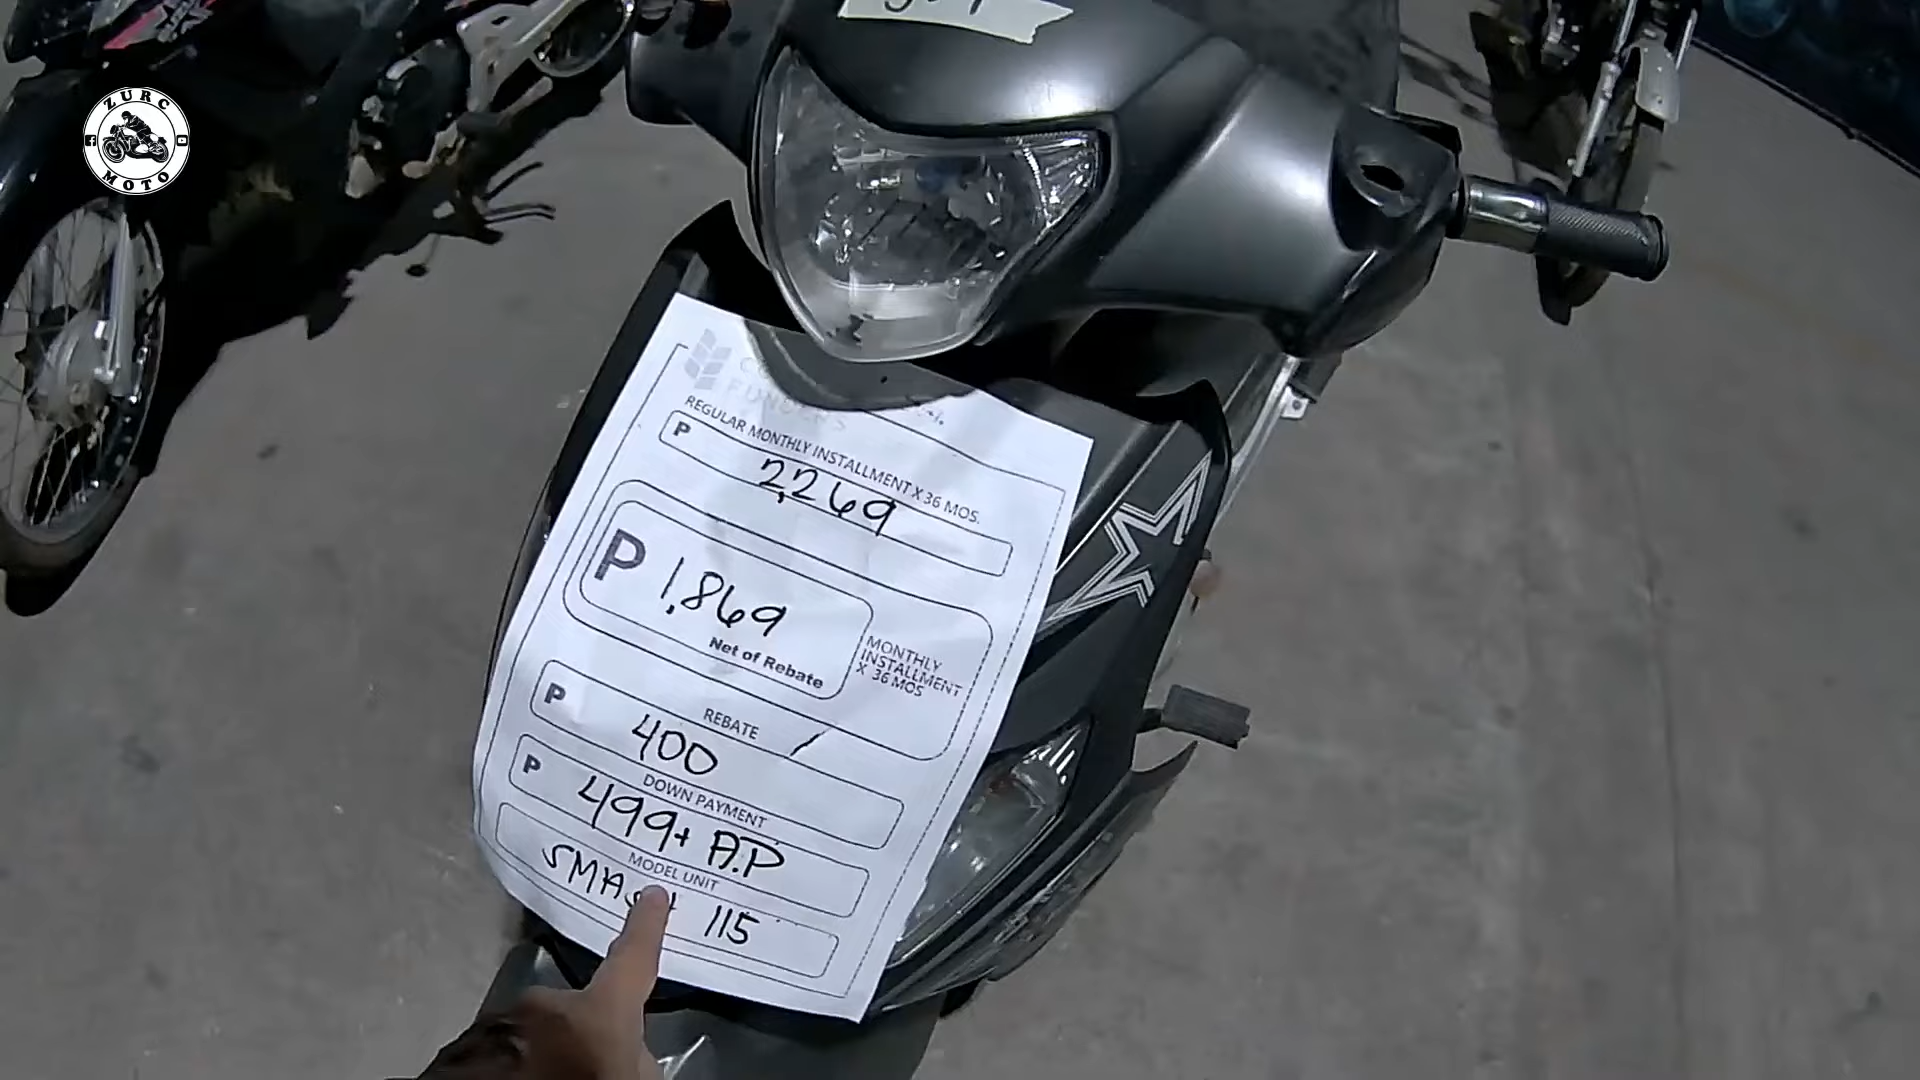 ZURC
MOTO
REGULAR MONTHLY INSTALLMENT X 36 MOS.
P
2,269
P 1,869
Net of Rebate
MONTHLY
INSTALLMENT
X 36 MOS
REBATE
P
400
DOWN PAYMENT
P
499+ A.P
MODEL UNIT
SMASH 115